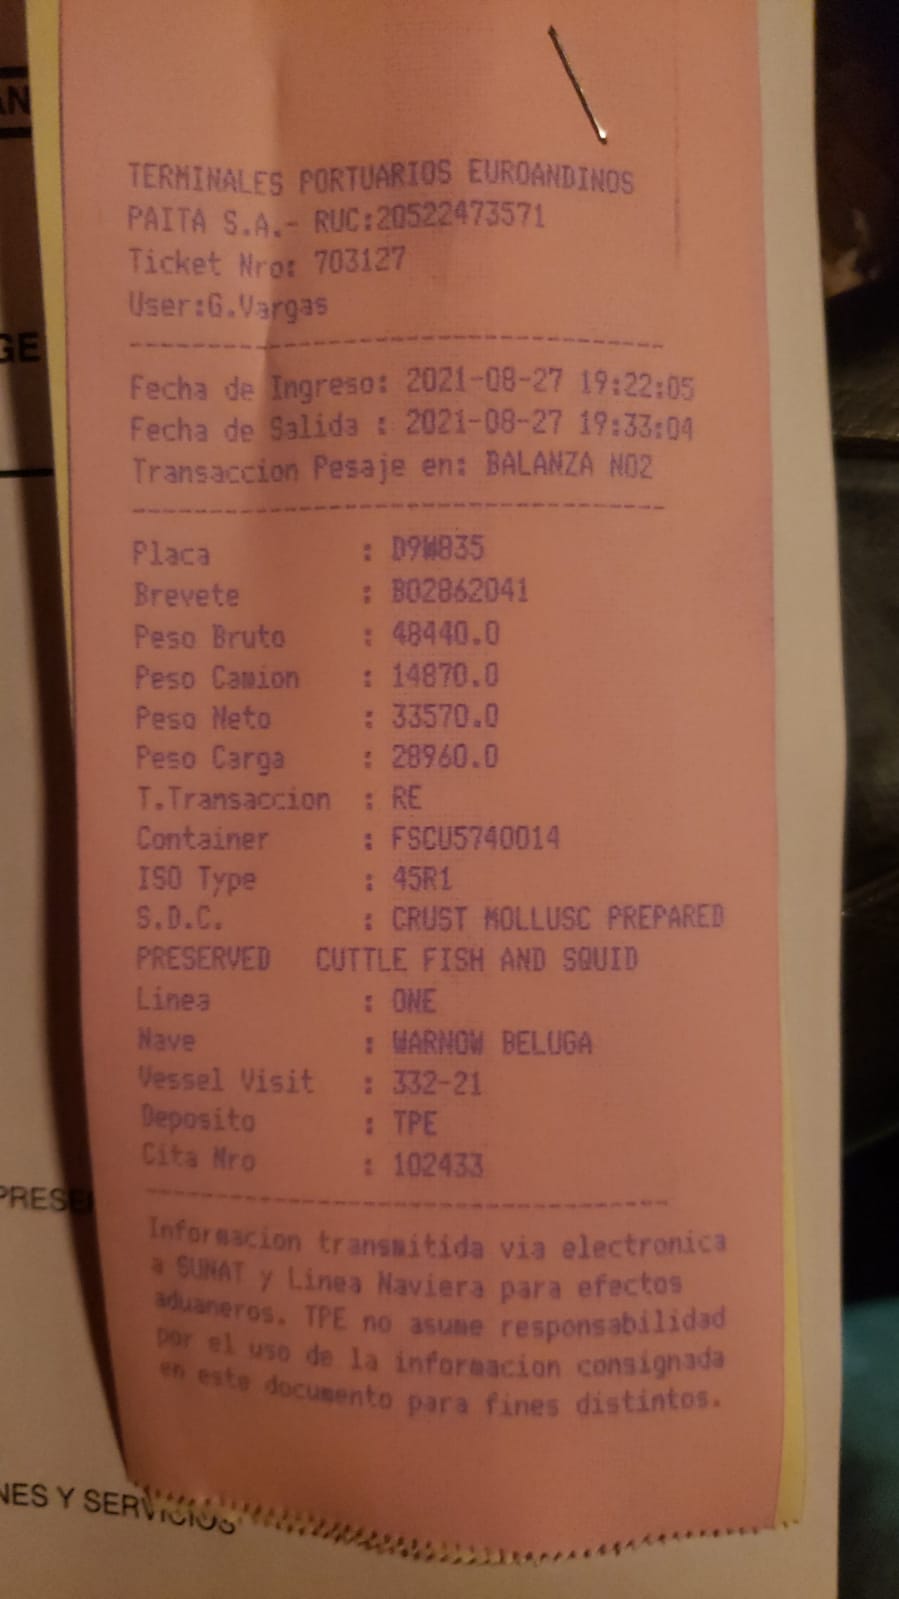 TERMINALES PORTUARIOS EUROANDINOS
PAITA S.A.- RUC:20522473571
Ticket Nro: 703127
User:G.Vargas
Fecha de Ingreso: 2021-08-27 19:22:05
Fecha de Salida : 2021-08-27 19:33:04
Transaccion Pesaje en: BALANZA NO2
Placa : D9W835
Brevete : B02862041
Peso Bruto : 48440.0
Peso Camion : 14870.0
Peso Neto : 33570.0
Peso Carga : 28960.0
T.Transaccion : RE
Container : FSCU5740014
ISO Type : 45R1
S.D.C. : CRUST MOLLUSC PREPARED
PRESERVED CUTTLE FISH AND SQUID
Linea : ONE
Nave : WARNOW BELUGA
Vessel Visit : 332-21
Deposito : TPE
Cita Nro : 102433
Informacion transmitida via electronica
a SUNAT y Linea Naviera para efectos
aduaneros. TPE no asume responsabilidad
por el uso de la informacion consignada
en este documento para fines distintos.
NES Y SERVICIOS